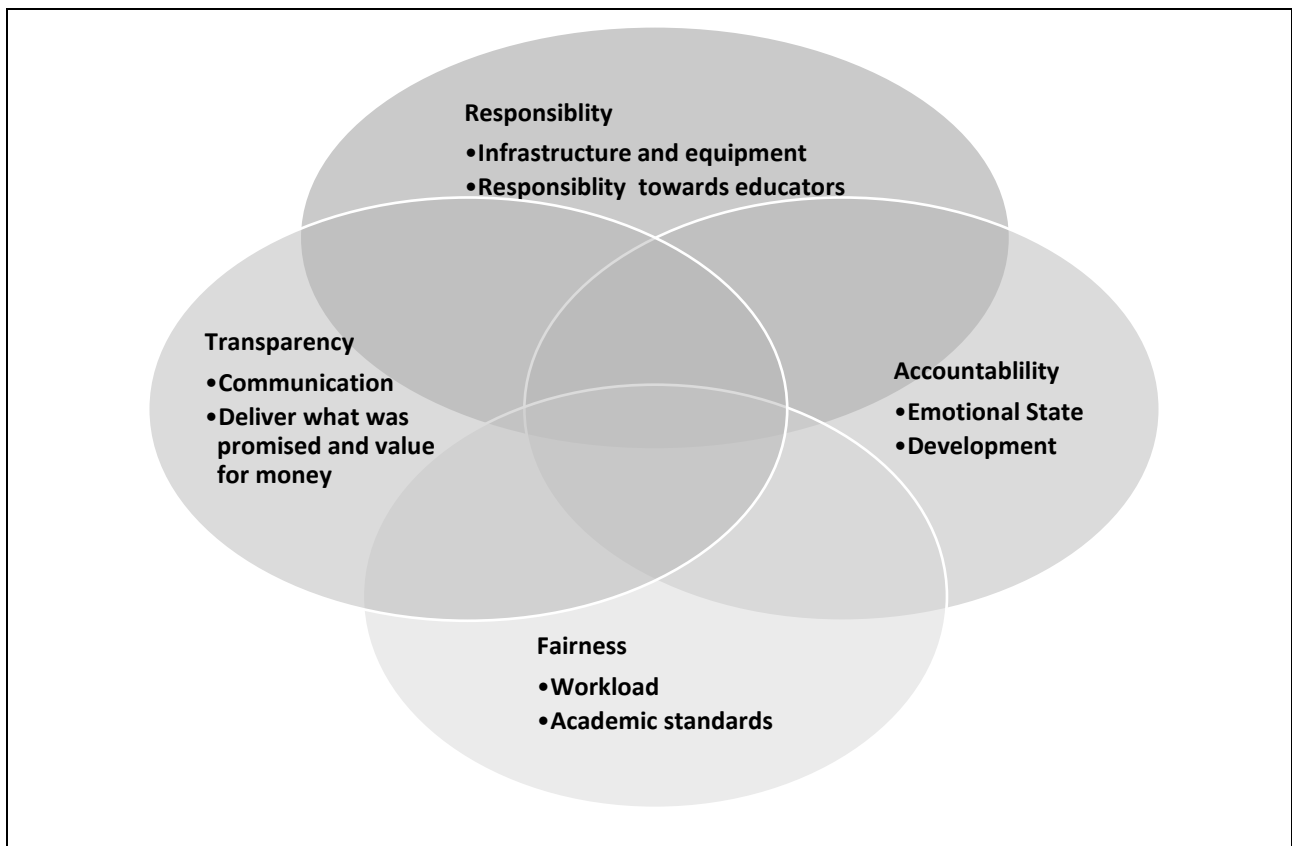 Responsiblity
•Infrastructure and equipment
•Responsiblity towards educators
Transparency
•Communication
•Deliver what was
promised and value
for money
Accountablility
•Emotional State
•Development
Fairness
•Workload
•Academic standards